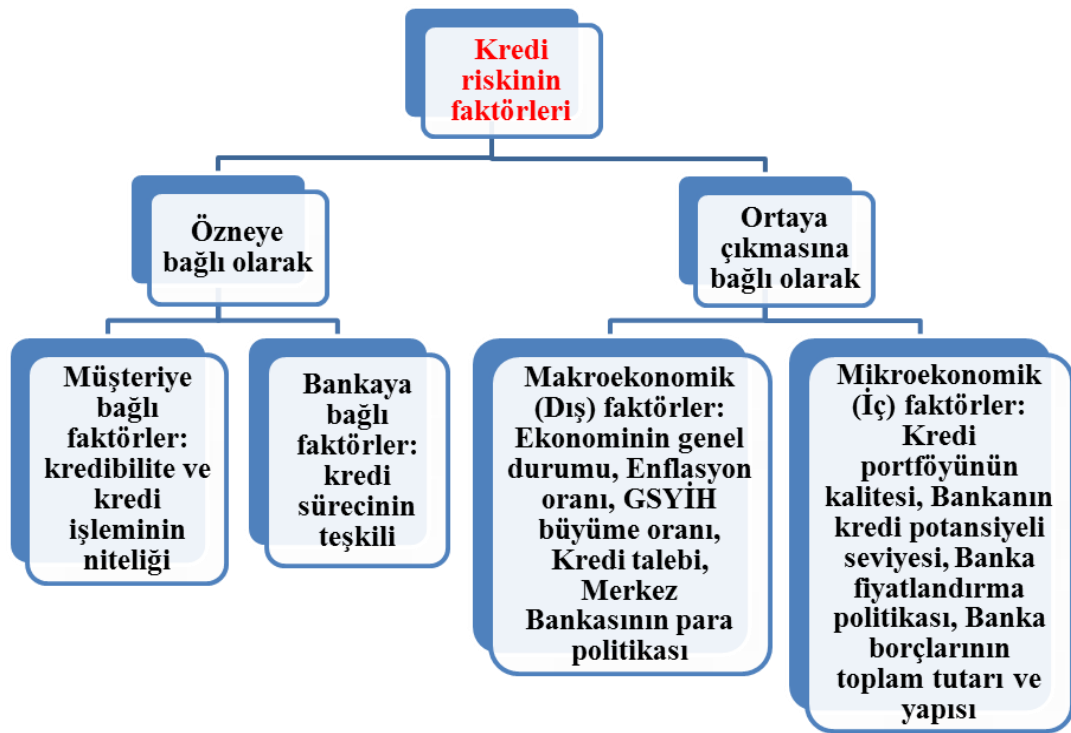 Kredi
riskinin
faktörleri
Özneye
bağlı olarak
Ortaya
çıkmasına
bağlı olarak
Müşteriye
bağlı
faktörler:
kredibilite ve
kredi
işleminin
niteliği
Bankaya
bağlı
faktörler:
kredi
sürecinin
teşkili
Makroekonomik
(Dış) faktörler:
Ekonominin genel
durumu, Enflasyon
oranı, GSYİH
büyüme oranı,
Kredi talebi,
Merkez
Bankasının para
politikası
Mikroekonomik
(İç) faktörler:
Kredi
portföyünün
kalitesi, Bankanın
kredi potansiyeli
seviyesi, Banka
fiyatlandırma
politikası, Banka
borçlarının
toplam tutarı ve
yapısı